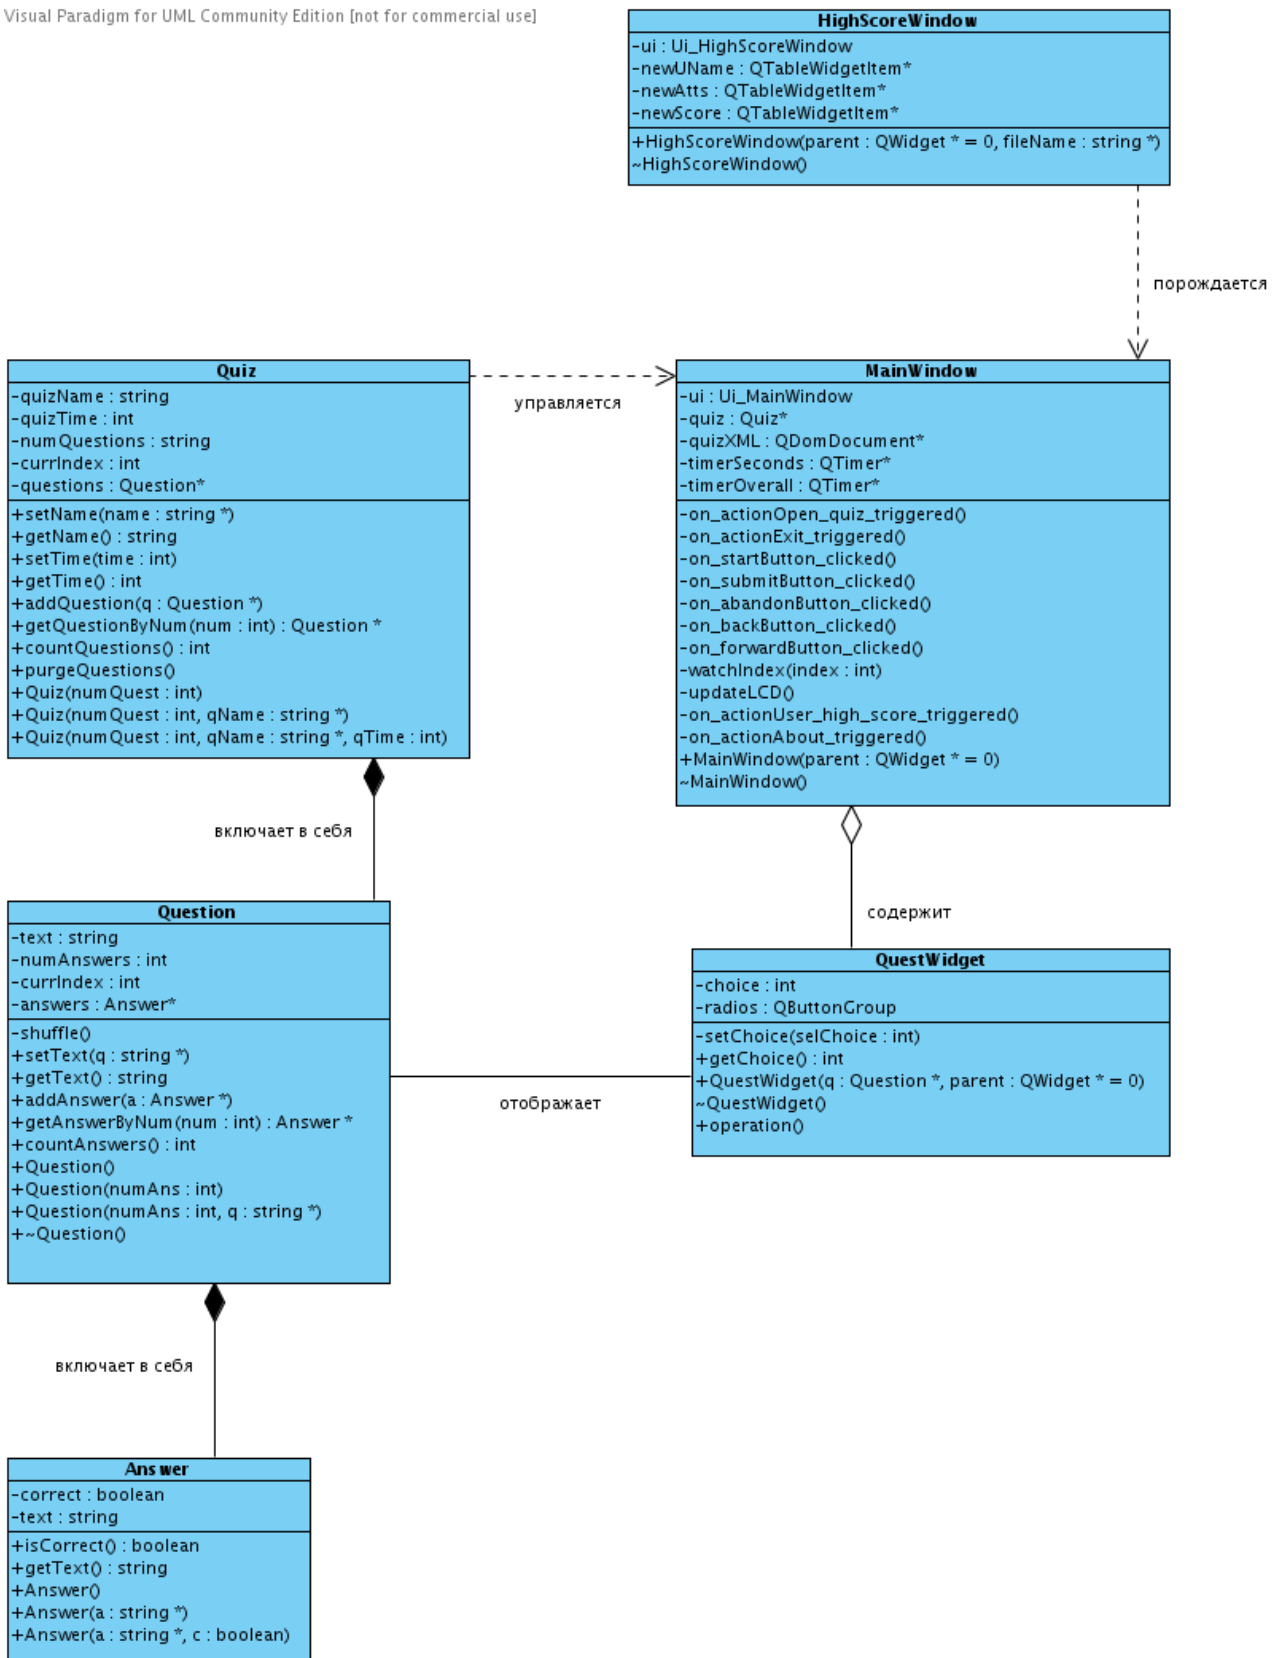 Visual Paradigm for UML Community Edition [not for commercial use]
HighScoreWindow
-ui : Ui_HighScoreWindow
-newUName : QTableWidgetItem*
-newAtts : QTableWidgetItem*
-newScore : QTableWidgetItem*
+HighScoreWindow(parent : QWidget * = 0, fileName : string *)
~HighScoreWindow()
порождается
Quiz
-quizName : string
-quizTime : int
-numQuestions : string
-currIndex : int
-questions : Question*
+setName(name : string *)
+getName() : string
+setTime(time : int)
+getTime() : int
+addQuestion(q : Question *)
+getQuestionByNum(num : int) : Question *
+countQuestions() : int
+purgeQuestions()
+Quiz(numQuest : int)
+Quiz(numQuest : int, qName : string *)
+Quiz(numQuest : int, qName : string *, qTime : int)
управляется
MainWindow
-ui : Ui_MainWindow
-quiz : Quiz*
-quizXML : QDomDocument*
-timerSeconds : QTimer*
-timerOverall : QTimer*
-on_actionOpen_quiz_triggered()
-on_actionExit_triggered()
-on_startButton_clicked()
-on_submitButton_clicked()
-on_abandonButton_clicked()
-on_backButton_clicked()
-on_forwardButton_clicked()
-watchIndex(index : int)
-updateLCD()
-on_actionUser_high_score_triggered()
-on_actionAbout_triggered()
+MainWindow(parent : QWidget * = 0)
~MainWindow()
включает в себя
содержит
Question
-text : string
-numAnswers : int
-currIndex : int
-answers : Answer*
-shuffle()
+setText(q : string *)
+getText() : string
+addAnswer(a : Answer *)
+getAnswerByNum(num : int) : Answer *
+countAnswers() : int
+Question()
+Question(numAns : int)
+Question(numAns : int, q : string *)
+~Question()
отображает
QuestWidget
-choice : int
-radios : QButtonGroup
-setChoice(selChoice : int)
+getChoice() : int
+QuestWidget(q : Question *, parent : QWidget * = 0)
~QuestWidget()
+operation()
включает в себя
Answer
-correct : boolean
-text : string
+isCorrect() : boolean
+getText() : string
+Answer()
+Answer(a : string *)
+Answer(a : string *, c : boolean)